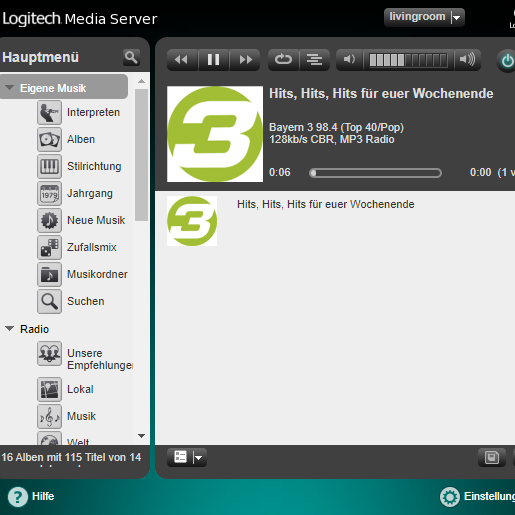 Logitech Media Server
livingroom
Hauptmenü
Eigene Musik
Interpreten
Alben
Stilrichtung
1979
Jahrgang
Neue Musik
Zufallsmix
Musikordner
Suchen
Radio
Unsere
Empfehlungen
Lokal
Musik
Welt
16 Alben mit 115 Titel von 14
3
Hits, Hits, Hits für euer Wochenende
Bayern 3 98.4 (Top 40/Pop)
128kb/s CBR, MP3 Radio
0:06
0:00 (1 v
3
Hits, Hits, Hits für euer Wochenende
Hilfe
Einstellung